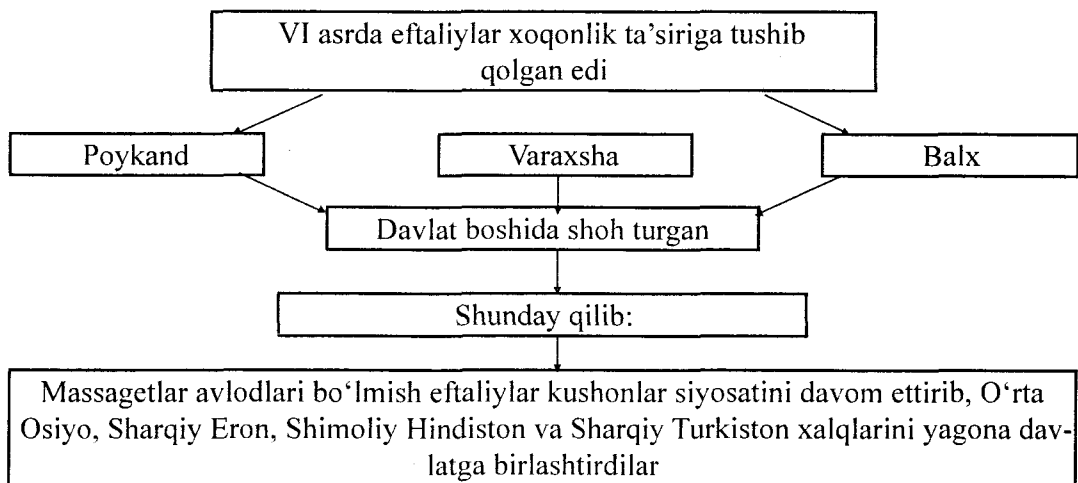 VI asrda eftaliylar xoqonlik ta’siriga tushib
qolgan edi
Poykand
Varaxsha
Balx
Davlat boshida shoh turgan
Shunday qilib:
Massagetlar avlodlari bo‘lmish eftaliylar kushonlar siyosatini davom ettirib, O‘rta
Osiyo, Sharqiy Eron, Shimoliy Hindiston va Sharqiy Turkiston xalqlarini yagona dav-
latga birlashtirdilar